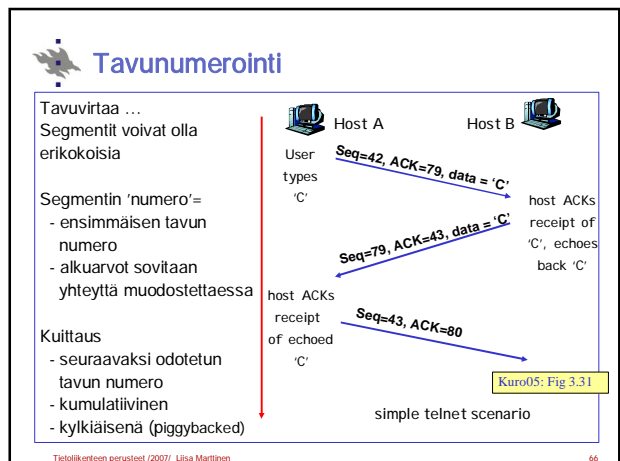 Tavunumerointi
Tavuvirtaa …
Segmentit voivat olla
erikokoisia
Segmentin 'numero'=
- ensimmäisen tavun
numero
- alkuarvot sovitaan
yhteyttä muodostettaessa
Kuittaus
- seuraavaksi odotetun
tavun numero
- kumulatiivinen
- kylkiäisenä (piggybacked)
Host A
Host B
User
types
'C'
Seq=42, ACK=79, data = 'C'
host ACKs
receipt of
'C', echoes
back 'C'
Seq=79, ACK=43, data = 'C'
host ACKs
receipt
of echoed
'C'
Seq=43, ACK=80
Kuro05: Fig 3.31
simple telnet scenario
Tietoliikenteen perusteet /2007/ Liisa Marttinen
66